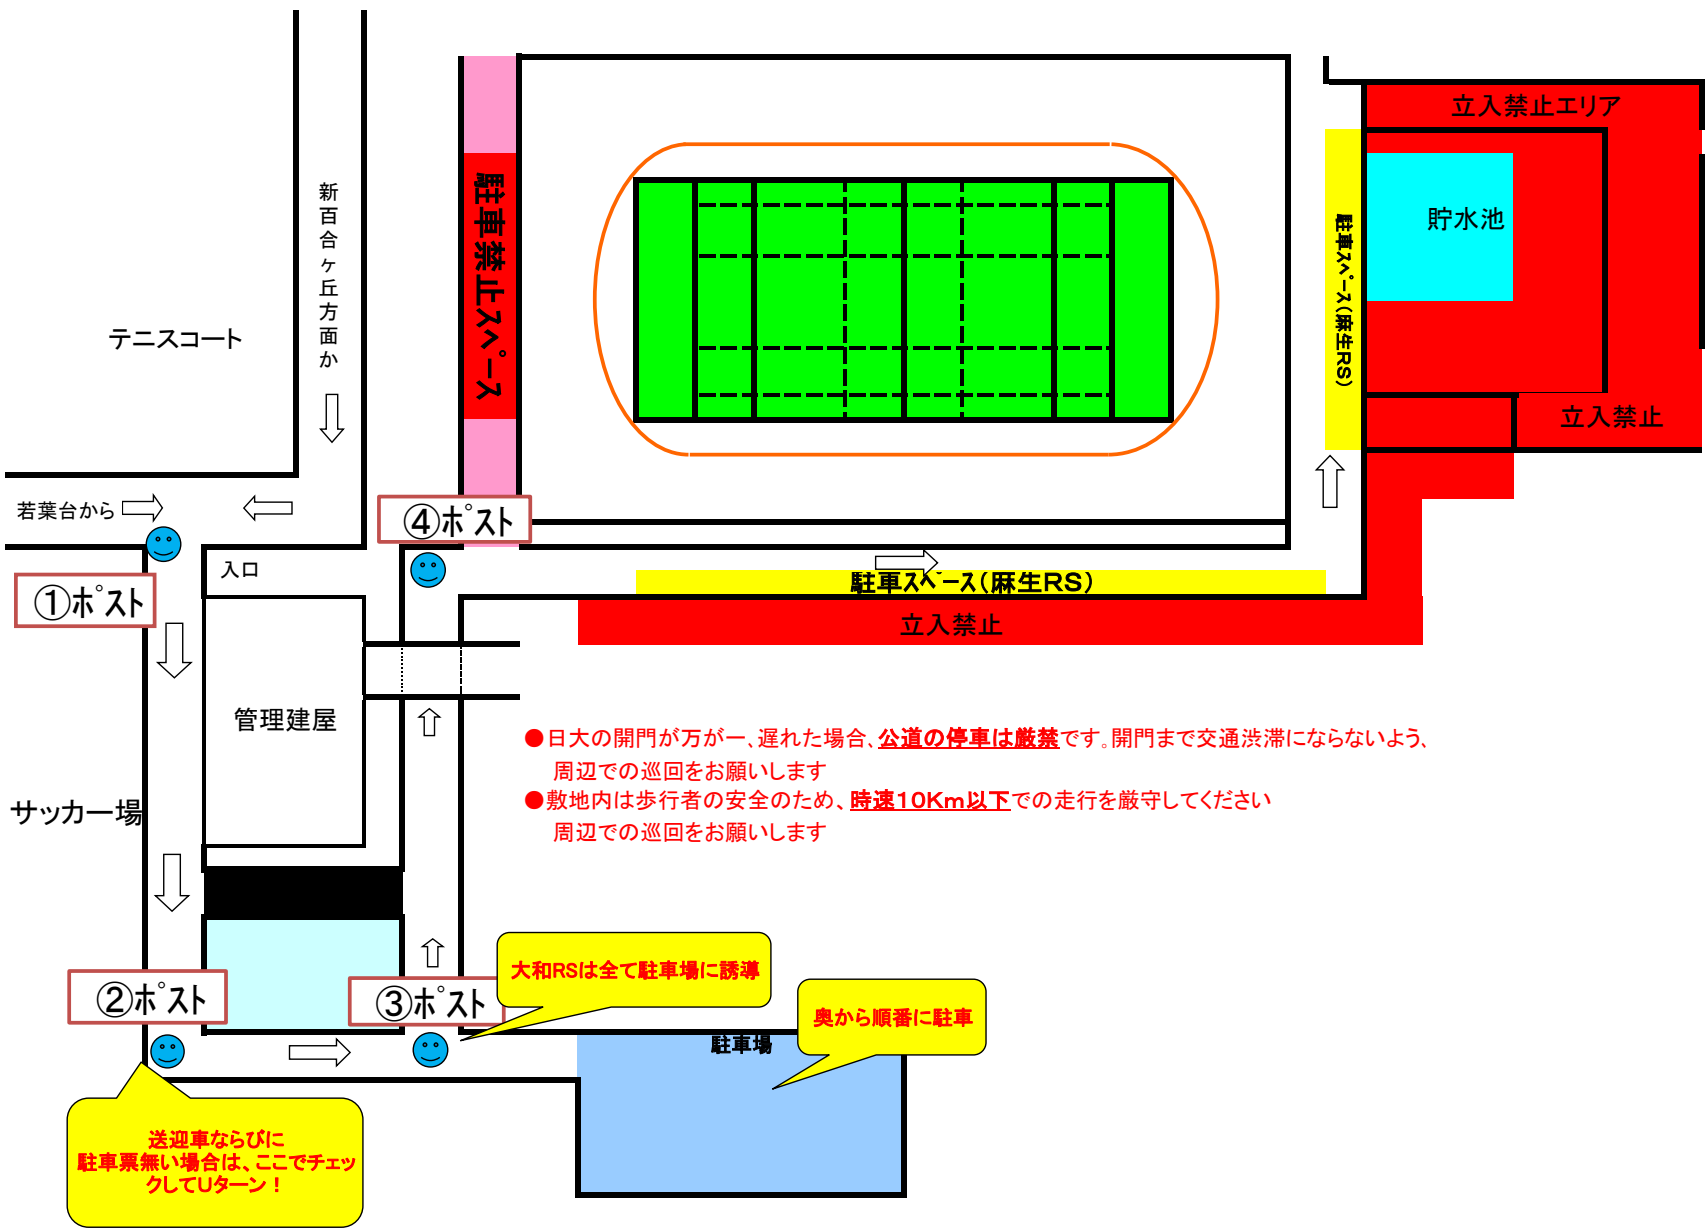 立入禁止エリア
駐車禁止スペース
新百合ヶ丘方面か
貯水池
駐車スペース(麻生RS)
テニスコート
立入禁止
若葉台から
④ポスト
入口
駐車スペース(麻生RS)
①ポスト
立入禁止
管理建屋
●日大の開門が万が一、遅れた場合、公道の停車は厳禁です。開門まで交通渋滞にならないよう、
周辺での巡回をお願いします
●敷地内は歩行者の安全のため、時速10Km以下での走行を厳守してください
周辺での巡回をお願いします
サッカー場
大和RSは全て駐車場に誘導
②ポスト
③ポスト
奥から順番に駐車
駐車場
送迎車ならびに
駐車票無い場合は、ここでチェッ
クしてUターン！